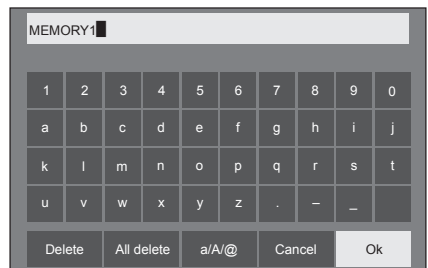 MEMORY1
1 2 3 4 5 6 7 8 9 0
a b c d e f g h i j
k l m n o p q r s t
u v w x y z . – _
Delete All delete a/A/@ Cancel Ok